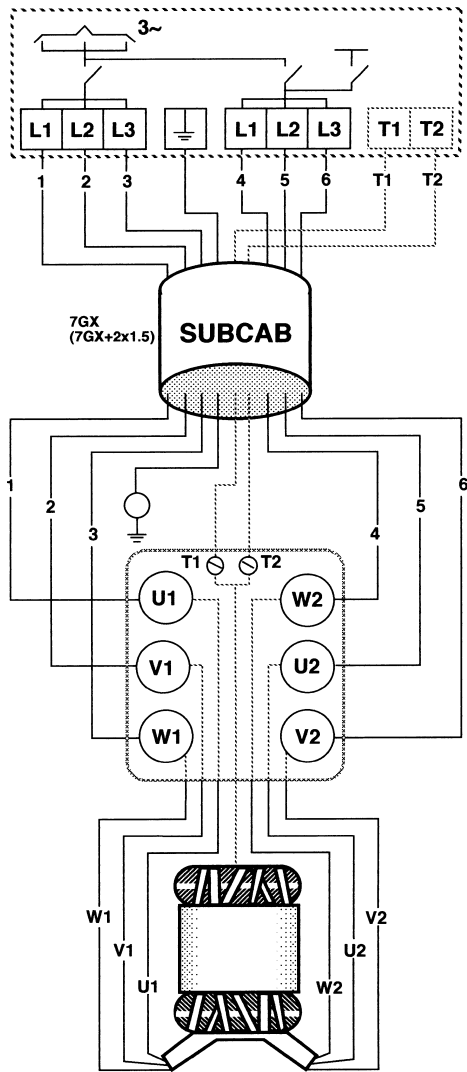 3~
L1 L2 L3 L1 L2 L3 T1 T2
1 2 3 4 5 6 T1 T2
7GX
(7GX+2x1.5)
SUBCAB
1 2 3 4 5 6
T1 T2
U1 W2
V1 U2
W1 V2
W1 V2
V1 U2
U1 W2